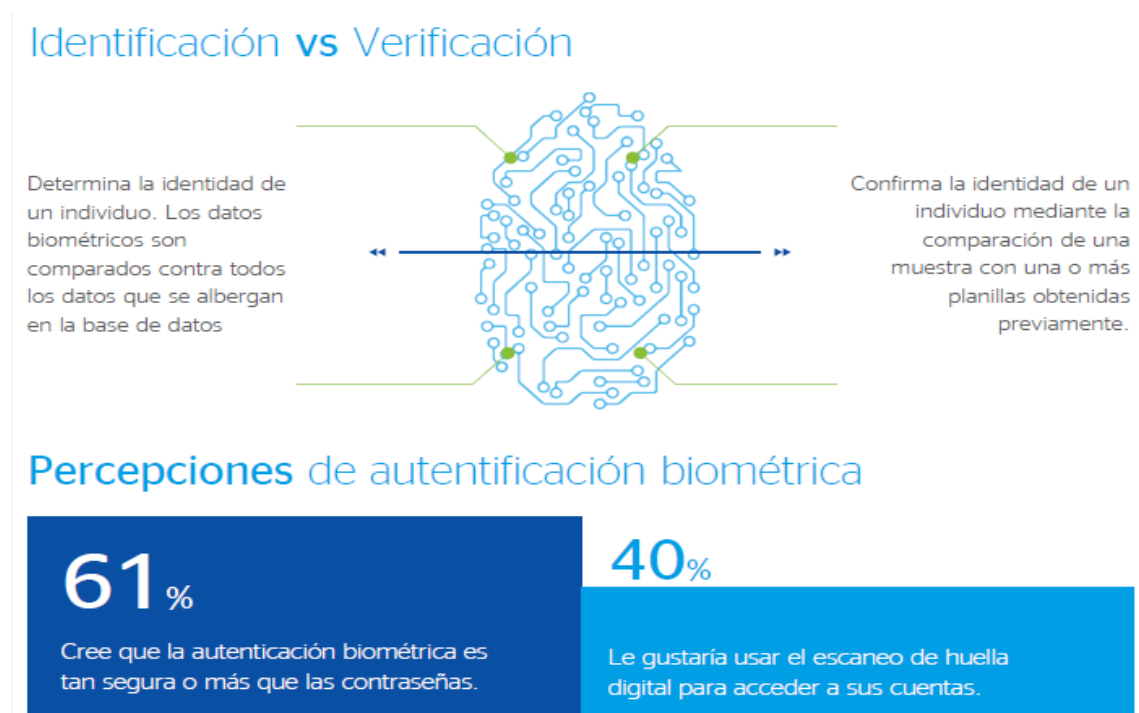 Identificación vs Verificación
Determina la identidad de
un individuo. Los datos
biométricos son
comparados contra todos
los datos que se albergan
en la base de datos
Confirma la identidad de un
individuo mediante la
comparación de una
muestra con una o más
planillas obtenidas
previamente.
Percepciones de autentificación biométrica
61%
Cree que la autenticación biométrica es
tan segura o más que las contraseñas.
40%
Le gustaría usar el escaneo de huella
digital para acceder a sus cuentas.